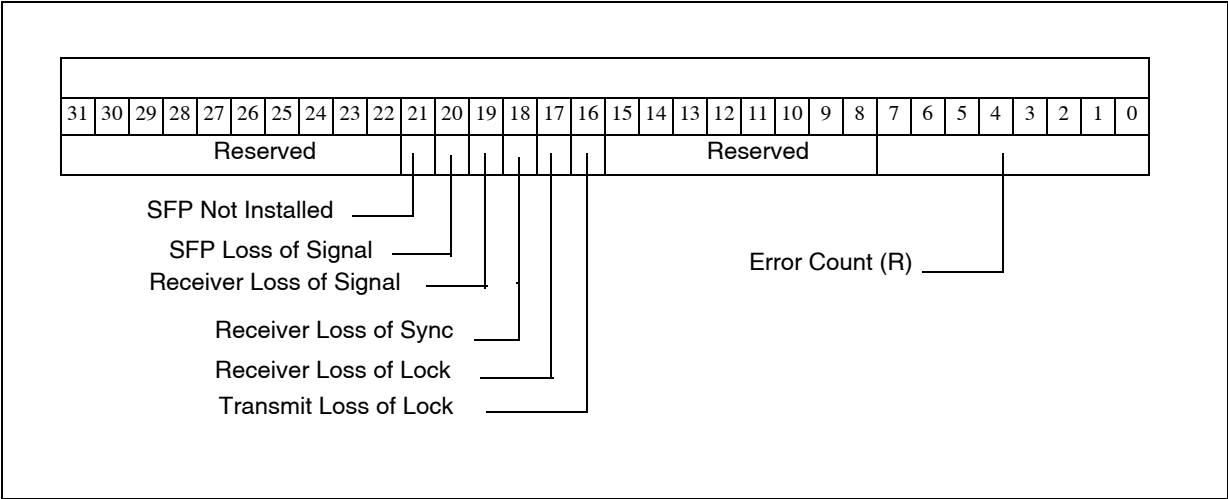 31 30 29 28 27 26 25 24 23 22 21 20 19 18 17 16 15 14 13 12 11 10 9 8 7 6 5 4 3 2 1 0
Reserved Reserved
SFP Not Installed
SFP Loss of Signal
Error Count (R)
Receiver Loss of Signal
Receiver Loss of Sync
Receiver Loss of Lock
Transmit Loss of Lock